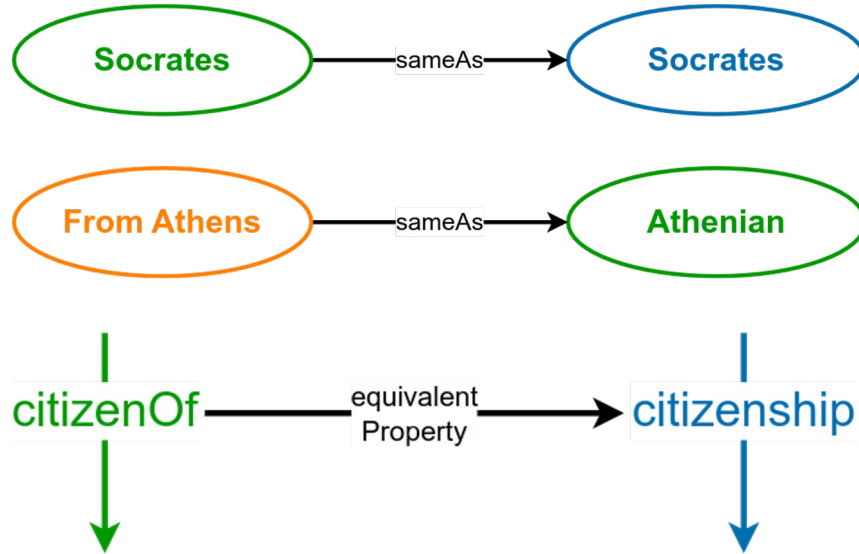 Socrates sameAs Socrates
From Athens sameAs Athenian
citizenOf equivalent Property citizenship